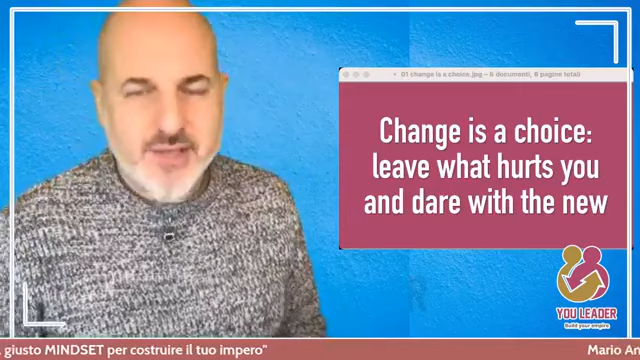 01 change is a choice.jpg – 6 documenti, 6 pagine totali
Change is a choice:
leave what hurts you
and dare with the new
YOU LEADER
Build your empire
giusto MINDSET per costruire il tuo impero"
Mario An